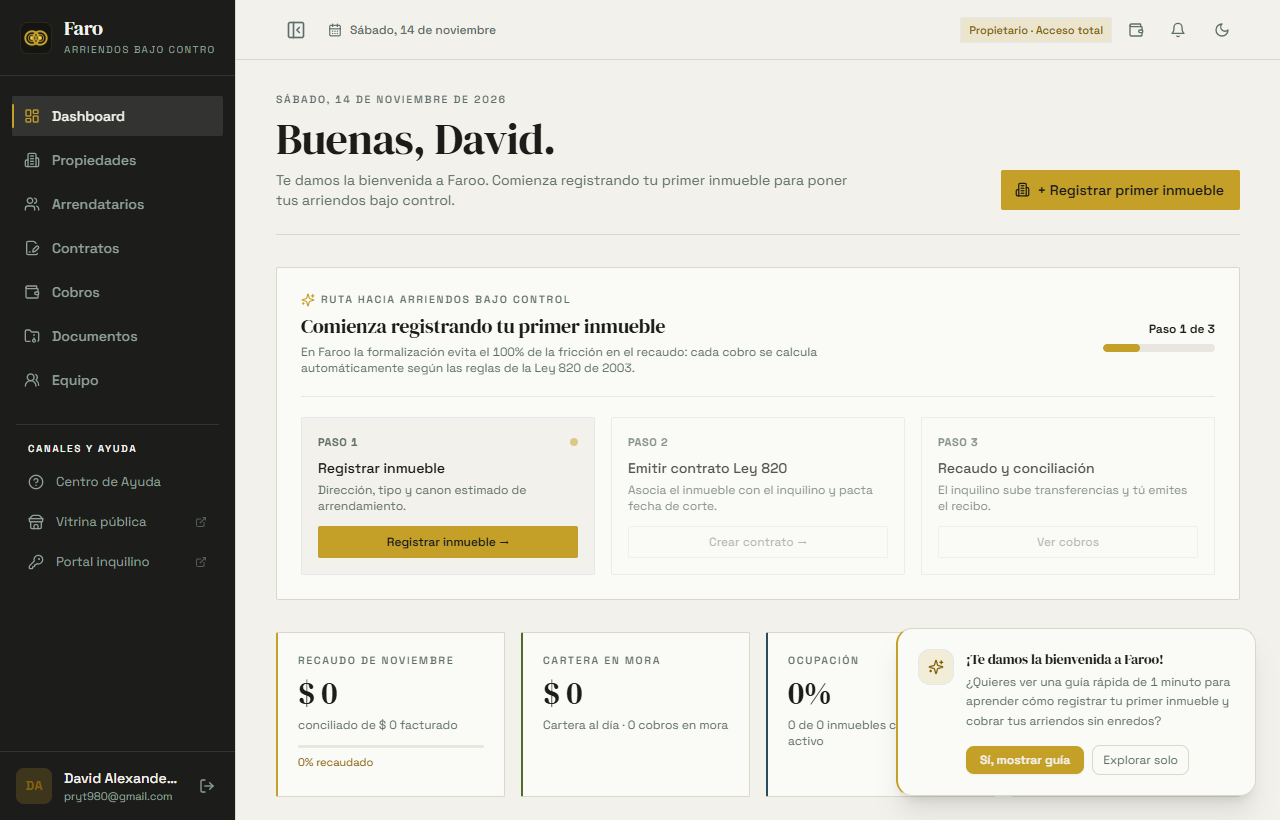 Faro
ARRIENDOS BAJO CONTRO
Dashboard
Propiedades
Arrendatarios
Contratos
Cobros
Documentos
Equipo
CANALES Y AYUDA
Centro de Ayuda
Vitrina pública
Portal inquilino
DA
David Alexande...
pryt980@gmail.com
Sábado, 14 de noviembre
Propietario · Acceso total
SÁBADO, 14 DE NOVIEMBRE DE 2026
Buenas, David.
Te damos la bienvenida a Faroo. Comienza registrando tu primer inmueble para poner
tus arriendos bajo control.
+ Registrar primer inmueble
RUTA HACIA ARRIENDOS BAJO CONTROL
Comienza registrando tu primer inmueble
En Faroo la formalización evita el 100% de la fricción en el recaudo: cada cobro se calcula
automáticamente según las reglas de la Ley 820 de 2003.
Paso 1 de 3
PASO 1
Registrar inmueble
Dirección, tipo y canon estimado de
arrendamiento.
Registrar inmueble →
PASO 2
Emitir contrato Ley 820
Asocia el inmueble con el inquilino y pacta
fecha de corte.
Crear contrato →
PASO 3
Recaudo y conciliación
El inquilino sube transferencias y tú emites
el recibo.
Ver cobros
RECAUDO DE NOVIEMBRE
$ 0
conciliado de $ 0 facturado
0% recaudado
CARTERA EN MORA
$ 0
Cartera al día · 0 cobros en mora
OCUPACIÓN
0%
0 de 0 inmuebles c
activo
¡Te damos la bienvenida a Faroo!
¿Quieres ver una guía rápida de 1 minuto para
aprender cómo registrar tu primer inmueble y
cobrar tus arriendos sin enredos?
Sí, mostrar guía
Explorar solo